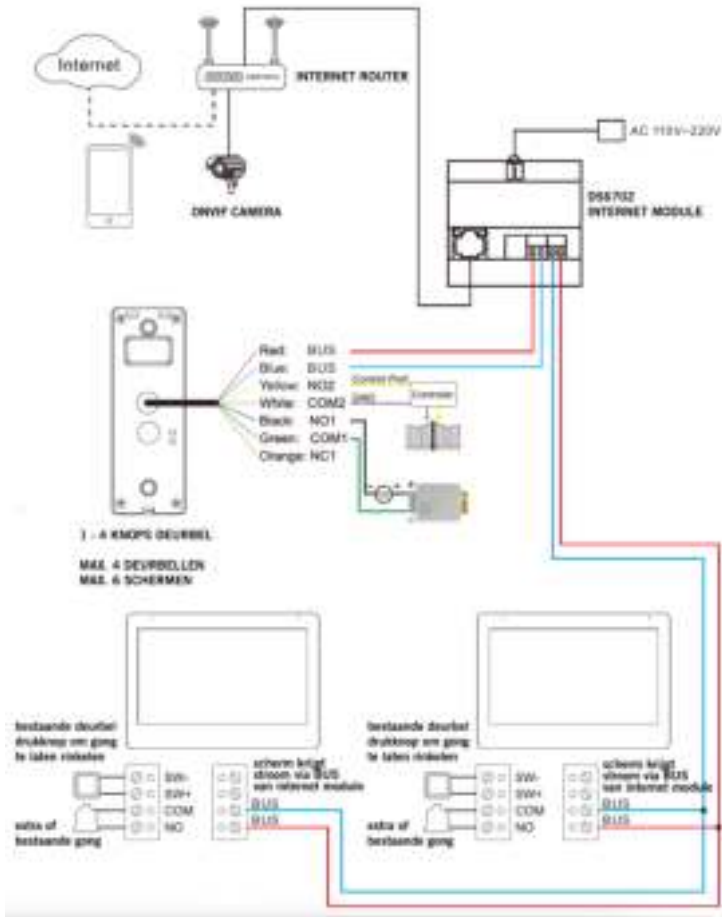 Internet
INTERNET ROUTER
AC 110V~220V
ONVIF CAMERA
DS6702
INTERNET MODULE
Red: BUS
Blue: BUS
Yellow: NO2
White: COM2
Black: NO1
Green: COM1
Orange: NC1
Control Port
GND
Controller
1 - 4 KNOPS DEURBEL
MAX. 4 DEURBELLEN
MAX. 6 SCHERMEN
bestaande deurbel
drukknop om gong
te laten rinkelen
SW-
SW+
COM
NO
extra of
bestaande gong
scherm krijgt
stroom via BUS
van internet module
BUS
BUS
bestaande deurbel
drukknop om gong
te laten rinkelen
SW-
SW+
COM
NO
extra of
bestaande gong
scherm krijgt
stroom via BUS
van internet module
BUS
BUS